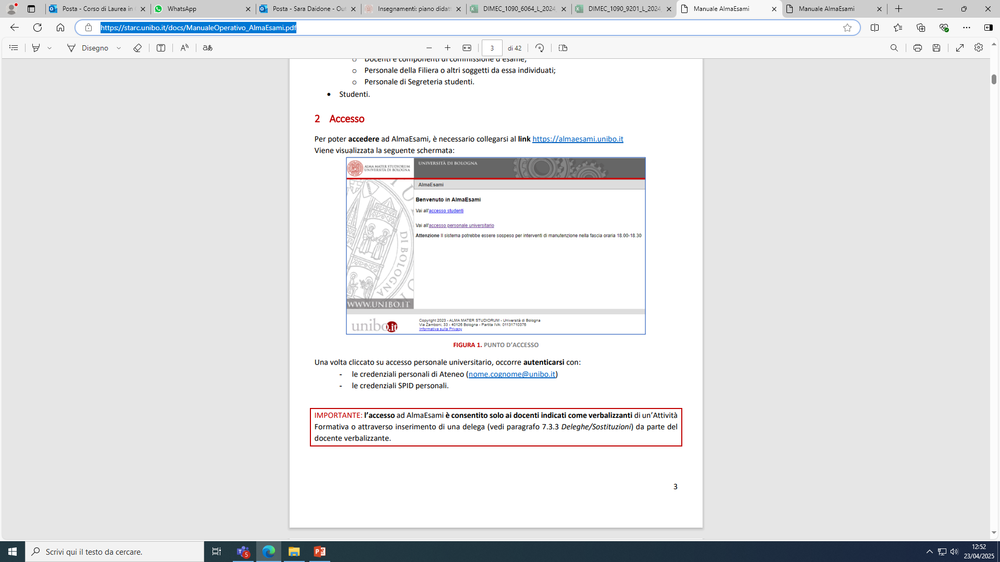 Posta - Corso di Laurea in
WhatsApp
Posta - Sara Daidone - Out
Insegnamenti: piano didatt
DIMEC_1090_6064_L_2024_
DIMEC_1090_9201_L_2024_
Manuale AlmaEsami
Manuale AlmaEsami
https://starc.unibo.it/docs/ManualeOperativo_AlmaEsami.pdf
Disegno
3 di 42
o Docenti e componenti di commissione d'esame;
o Personale della Filiera o altri soggetti da essa individuati;
o Personale di Segreteria studenti.
• Studenti.
2 Accesso
Per poter accedere ad AlmaEsami, è necessario collegarsi al link https://almaesami.unibo.it
Viene visualizzata la seguente schermata:
ALMA MATER STUDIORUM
UNIVERSITÀ DI BOLOGNA
UNIVERSITÀ DI BOLOGNA
AlmaEsami
Benvenuto in AlmaEsami
Vai all'accesso studenti
Vai all'accesso personale universitario
Attenzione Il sistema potrebbe essere sospeso per interventi di manutenzione nella fascia oraria 18.00-18.30
DI BOLOGNA
WWW.UNIBO.IT
unibo.it
Copyright 2023 - ALMA MATER STUDIORUM - Università di Bologna
Via Zamboni, 33 - 40126 Bologna - Partita IVA: 01131710376
Informativa sulla Privacy
FIGURA 1. PUNTO D’ACCESSO
Una volta cliccato su accesso personale universitario, occorre autenticarsi con:
- le credenziali personali di Ateneo (nome.cognome@unibo.it)
- le credenziali SPID personali.
IMPORTANTE: l’accesso ad AlmaEsami è consentito solo ai docenti indicati come verbalizzanti di un’Attività
Formativa o attraverso inserimento di una delega (vedi paragrafo 7.3.3 Deleghe/Sostituzioni) da parte del
docente verbalizzante.
3
Scrivi qui il testo da cercare.
5
12:52
23/04/2025